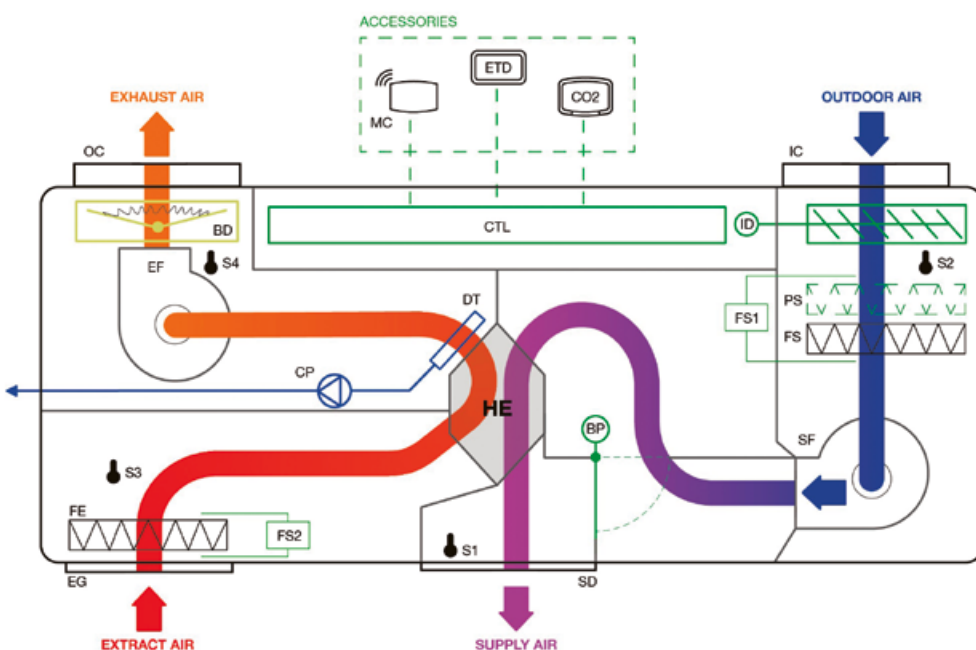 ACCESSORIES
ETD
EXHAUST AIR
CO2
OUTDOOR AIR
MC
OC
IC
BD
CTL
ID
EF
S4
S2
DT
PS
FS1
FS
CP
HE
BP
SF
S3
FE
FS2
S1
EG
SD
EXTRACT AIR
SUPPLY AIR